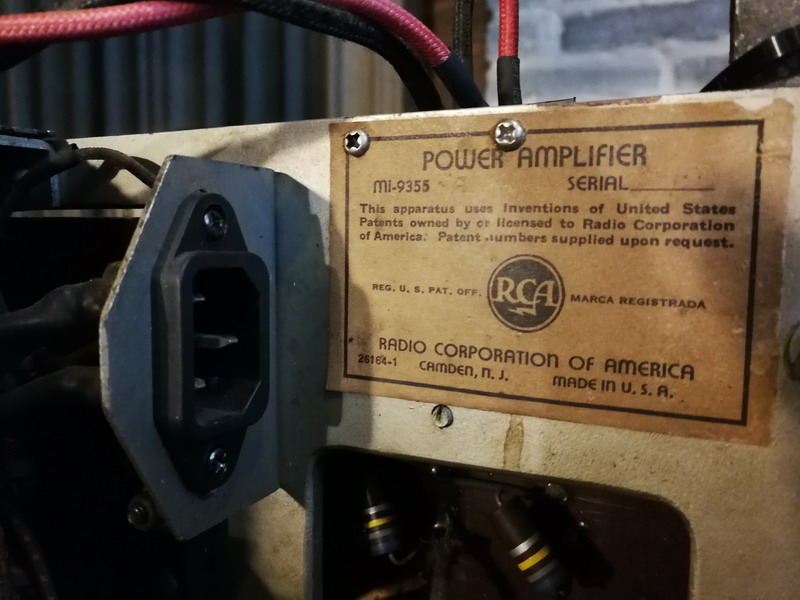 POWER AMPLIFIER
MI-9355 SERIAL
This apparatus uses Inventions of United States
Patents owned by or licensed to Radio Corporation
of America. Patent numbers supplied upon request.
REG. U. S. PAT. OFF. RCA MARCA REGISTRADA
RADIO CORPORATION OF AMERICA
26164-1 CAMDEN, N. J. MADE IN U. S. A.